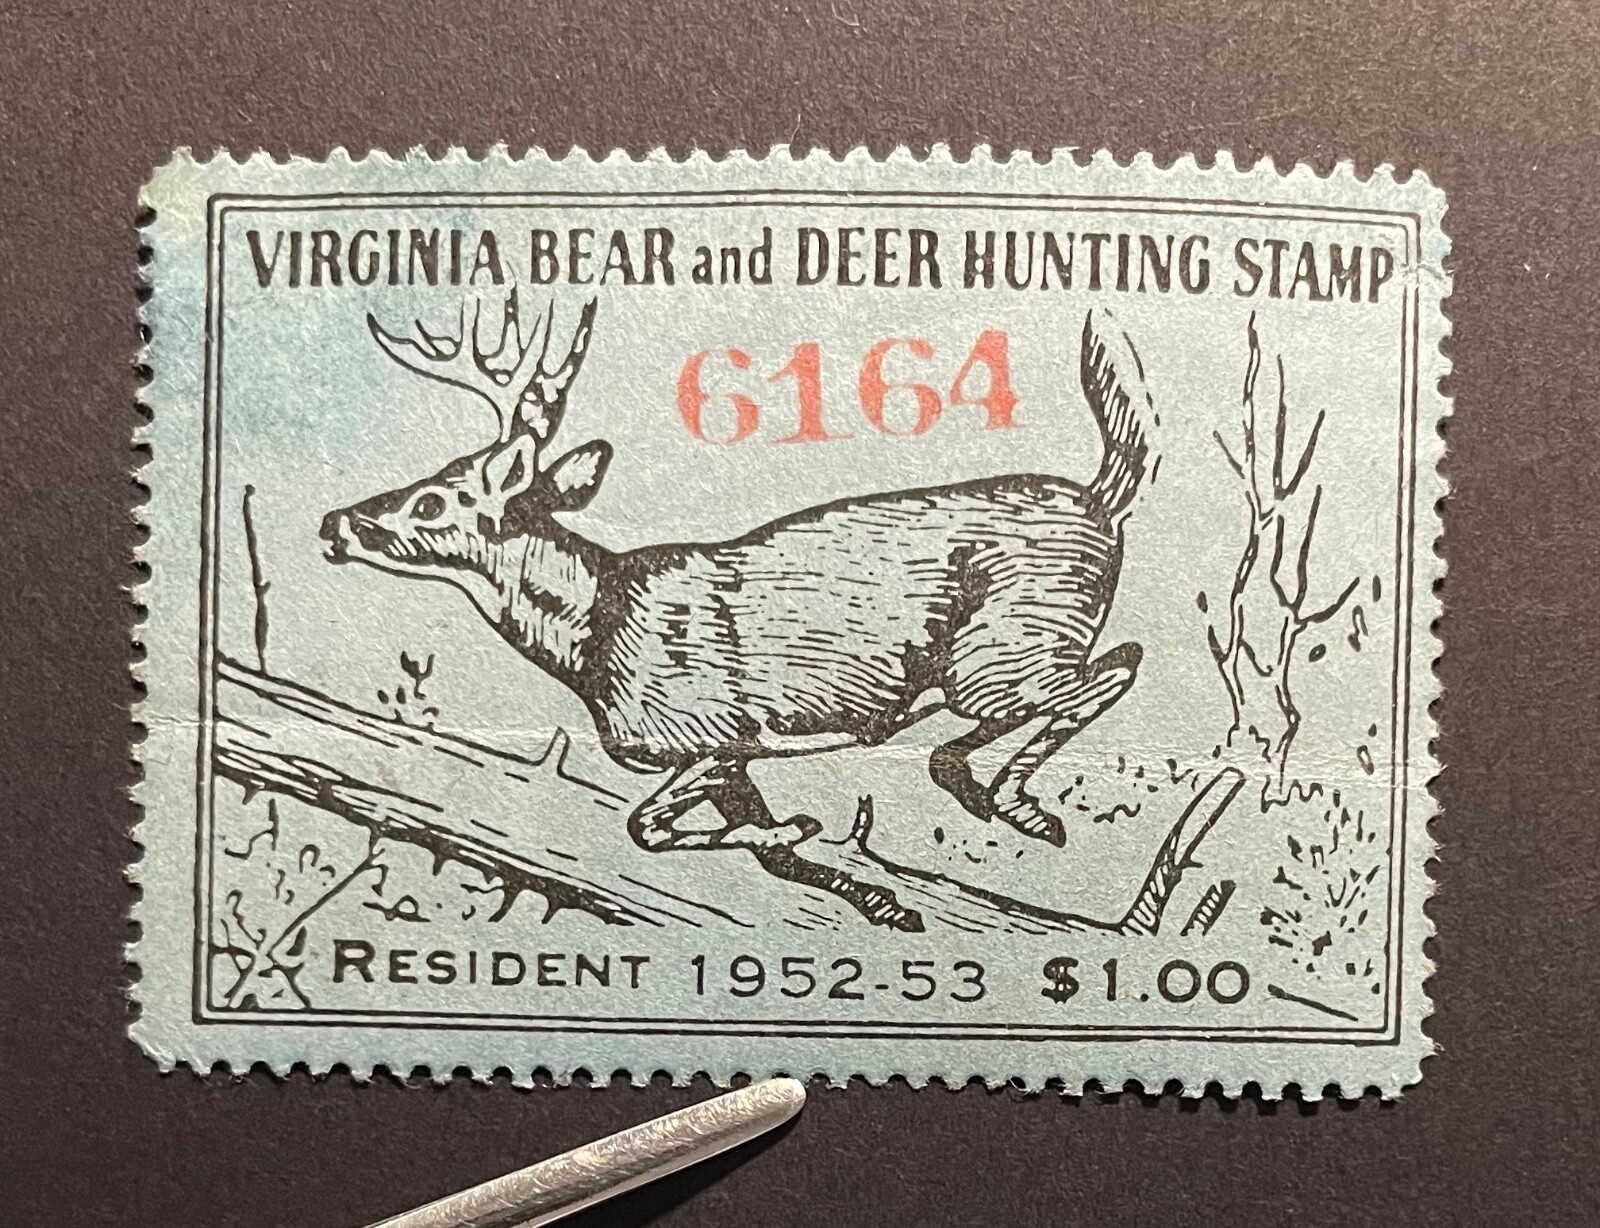 VIRGINIA BEAR and DEER HUNTING STAMP
6164
RESIDENT 1952-53 $1.00